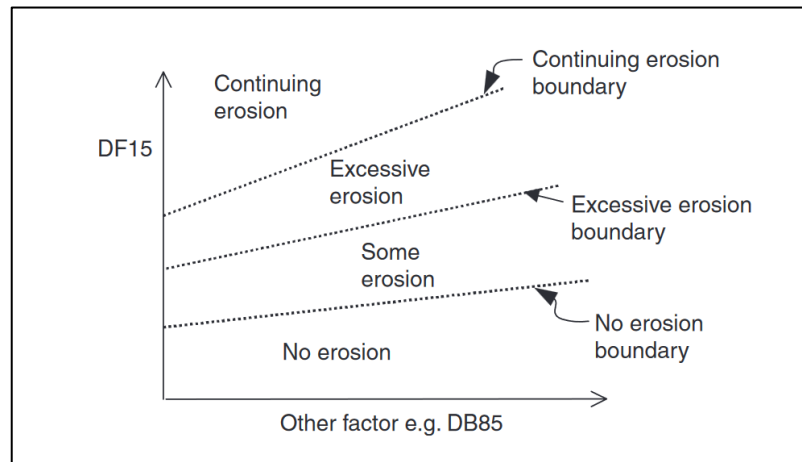 Continuing erosion
boundary
Continuing
erosion
DF15
Excessive
erosion
Excessive erosion
boundary
Some
erosion
No erosion
boundary
No erosion
Other factor e.g. DB85